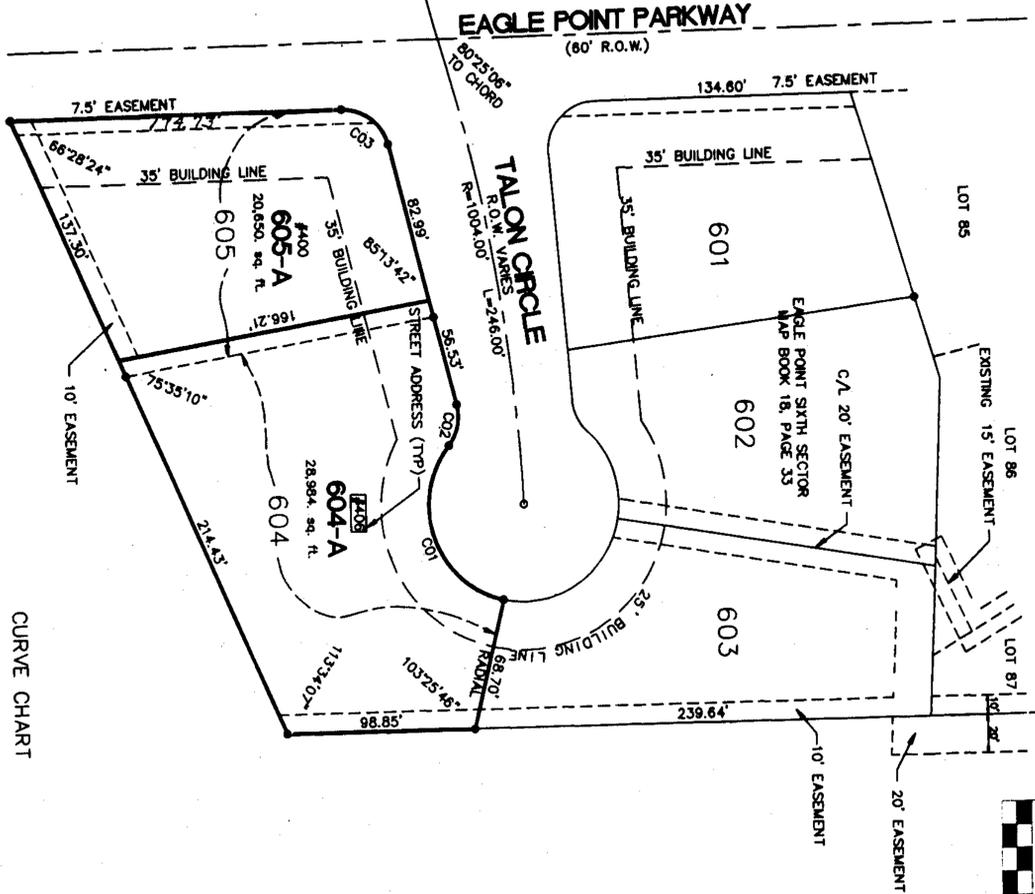 EAGLE POINT PARKWAY
(60' R.O.W.)
80°25'06"
TO CHORD
7.5' EASEMENT
134.60'
7.5' EASEMENT
C03
66°28'24"
35' BUILDING LINE
35' BUILDING LINE
LOT 85
TALON CIRCLE
R.O.W. VARIES
R=1004.00'
L=246.00'
82.99'
137.30'
605
#400
605-A
20,650. sq. ft.
35' BUILDING LINE
85°13'42"
35' BUILDING LINE
601
EAGLE POINT SIXTH SECTOR
MAP BOOK 18, PAGE 33
166.21'
STREET ADDRESS (TYP)
56.53'
10' EASEMENT
75°35'10"
C02
602
C/L 20' EASEMENT
EXISTING 15' EASEMENT
LOT 86
604
#406
604-A
28,984. sq. ft.
C01
214.43'
25' BUILDING LINE
603
LOT 87
113°34'07"
103°25'46"
68.70'
RADIAL
98.85'
239.64'
10'
20'
10' EASEMENT
20' EASEMENT
CURVE CHART